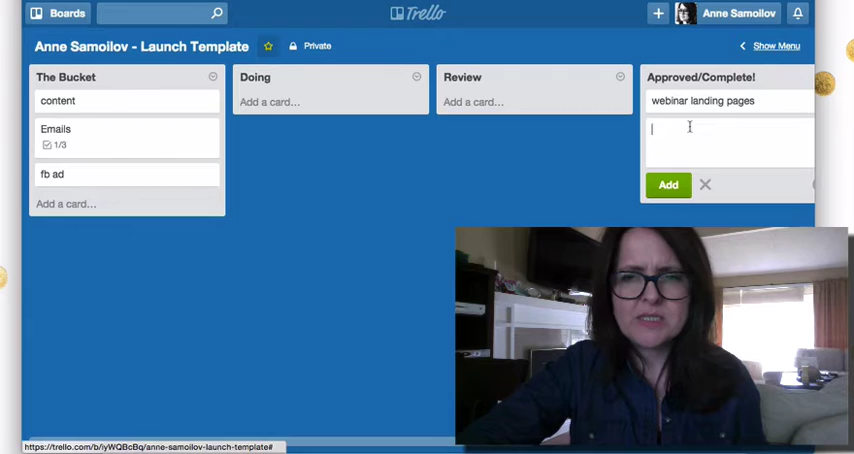 Boards
Trello
Anne Samoilov
Anne Samoilov - Launch Template
Private
Show Menu
The Bucket
content
Emails
1/3
fb ad
Add a card...
Doing
Add a card...
Review
Add a card...
Approved/Complete!
webinar landing pages
Add
https://trello.com/b/iyWQBcBq/anne-samoilov-launch-template#